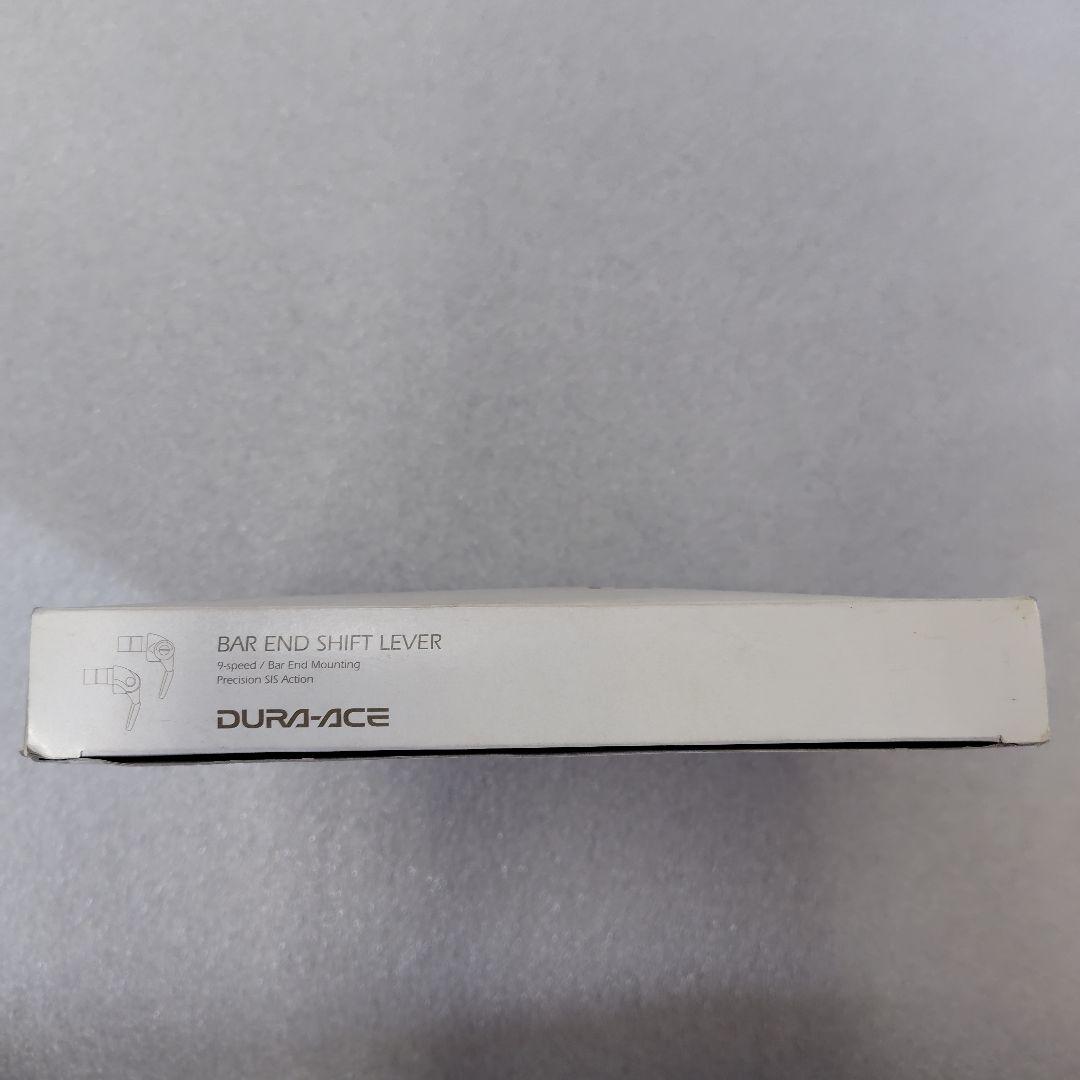 BAR END SHIFT LEVER
9-speed / Bar End Mounting
Precision SIS Action
DURA-ACE